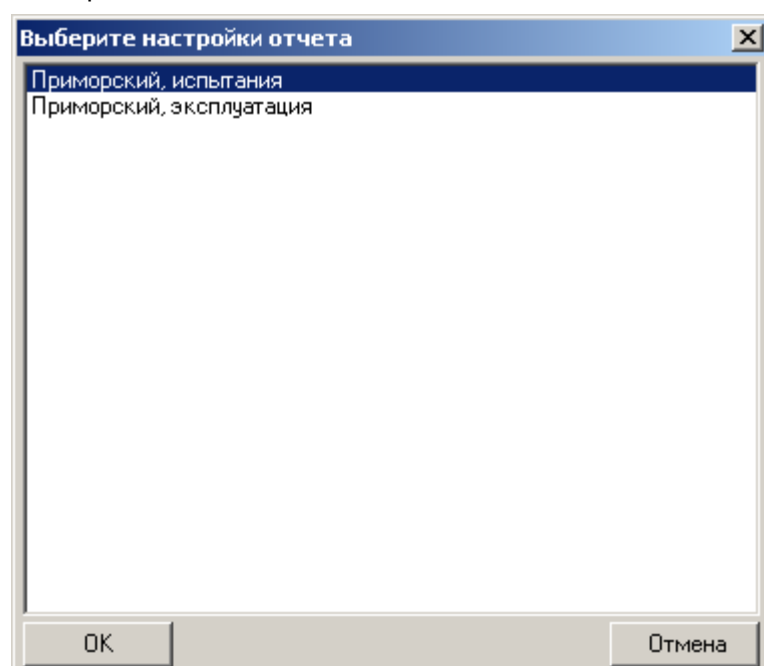 Выберите настройки отчета
Приморский, испытания
Приморский, эксплуатация
OK
Отмена